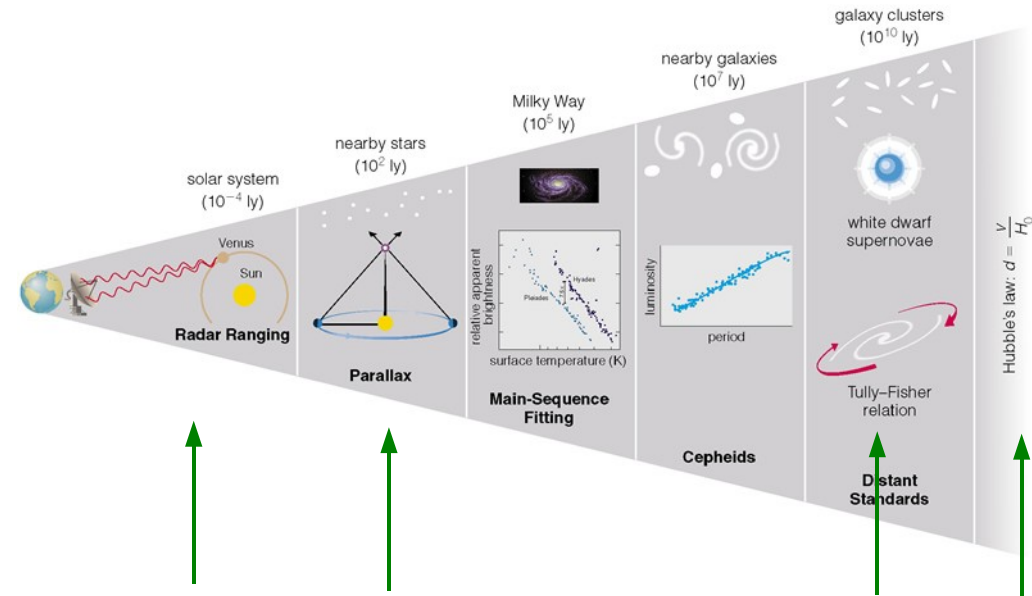 solar system
(10⁻⁴ ly)
Venus
Sun
Radar Ranging
nearby stars
(10² ly)
Parallax
Milky Way
(10⁵ ly)
relative apparent
brightness
Pleiades
Hyades
surface temperature (K)
Main-Sequence
Fitting
nearby galaxies
(10⁷ ly)
luminosity
period
Cepheids
galaxy clusters
(10¹⁰ ly)
white dwarf
supernovae
Tully–Fisher
relation
Distant
Standards
Hubble's law: d = v/H₀